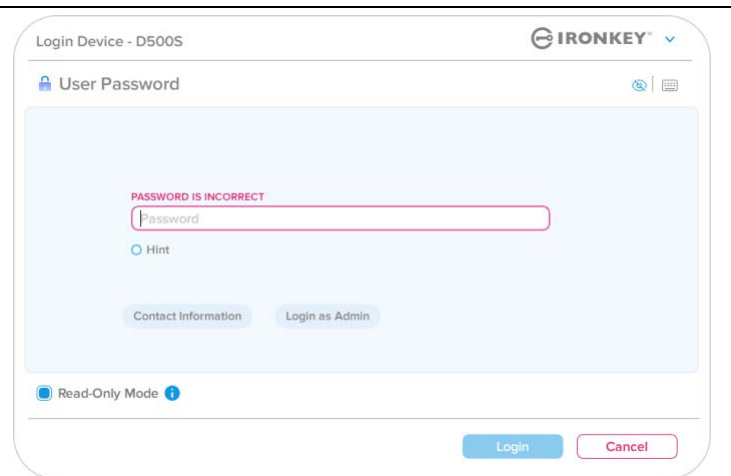 Login Device - D500S
IRONKEY™
User Password
PASSWORD IS INCORRECT
Password
Hint
Contact Information
Login as Admin
Read-Only Mode
Login
Cancel